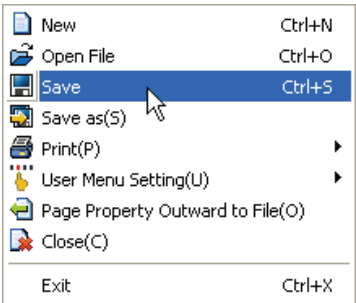 New Ctrl+N
Open File Ctrl+O
Save Ctrl+S
Save as(S)
Print(P)
User Menu Setting(U)
Page Property Outward to File(O)
Close(C)
Exit Ctrl+X